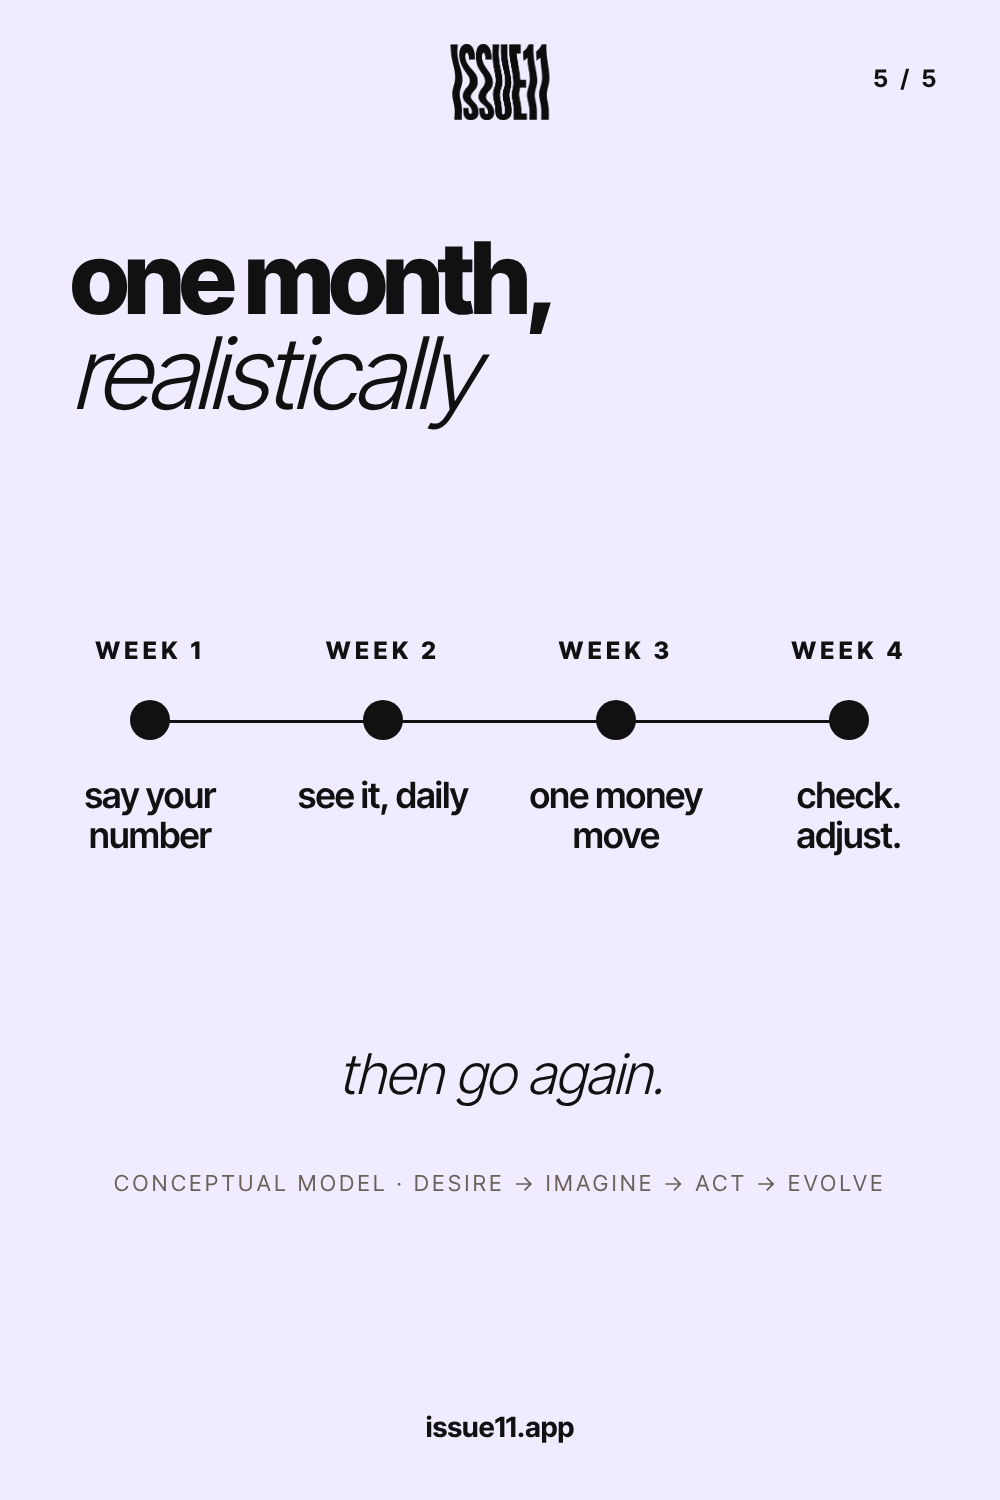 ISSUE11
5 / 5
one month,
realistically
WEEK 1 WEEK 2 WEEK 3 WEEK 4
say your number
see it, daily
one money move
check. adjust.
then go again.
CONCEPTUAL MODEL · DESIRE → IMAGINE → ACT → EVOLVE
issue11.app